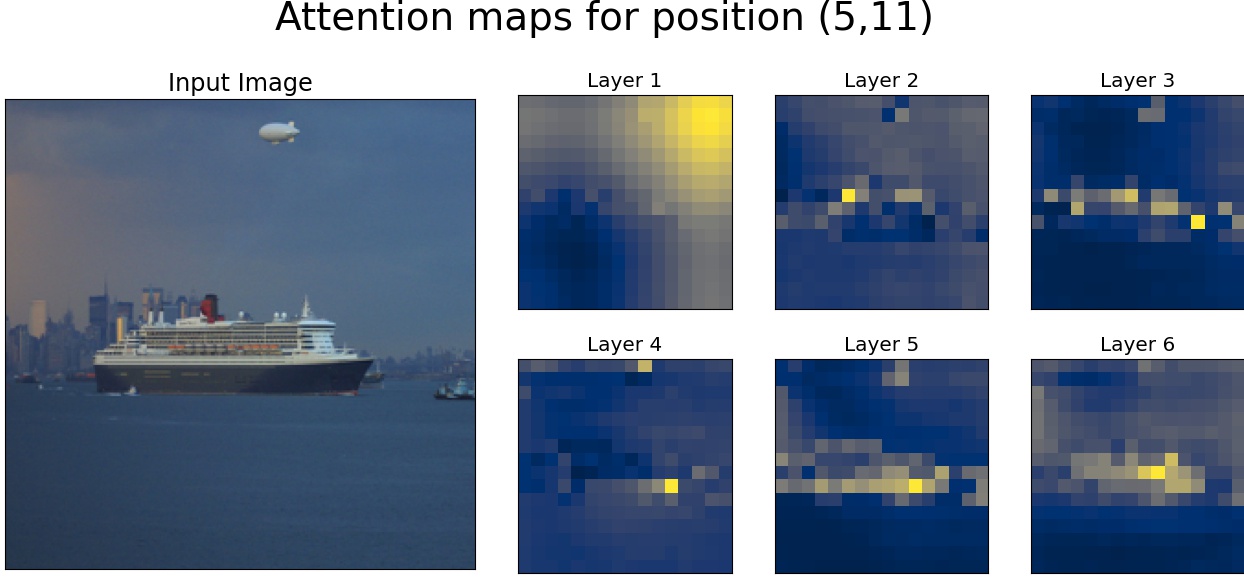 Attention maps for position (5,11)
Input Image
Layer 1
Layer 2
Layer 3
Layer 4
Layer 5
Layer 6